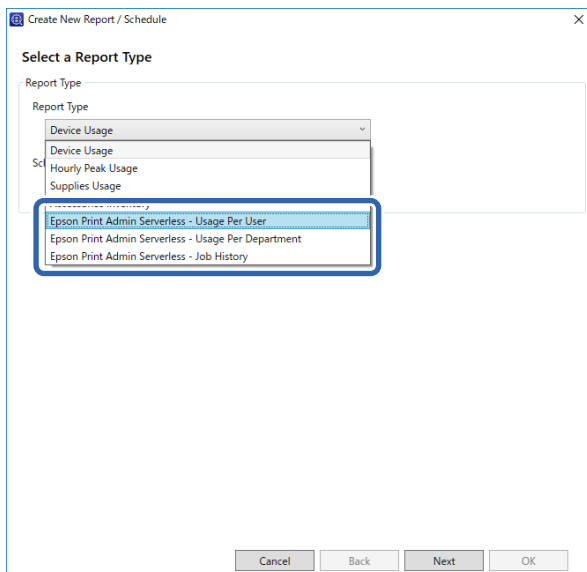 Create New Report / Schedule
Select a Report Type
Report Type
Report Type
Device Usage
Device Usage
Hourly Peak Usage
Supplies Usage
Epson Print Admin Serverless - Usage Per User
Epson Print Admin Serverless - Usage Per Department
Epson Print Admin Serverless - Job History
Cancel Back Next OK